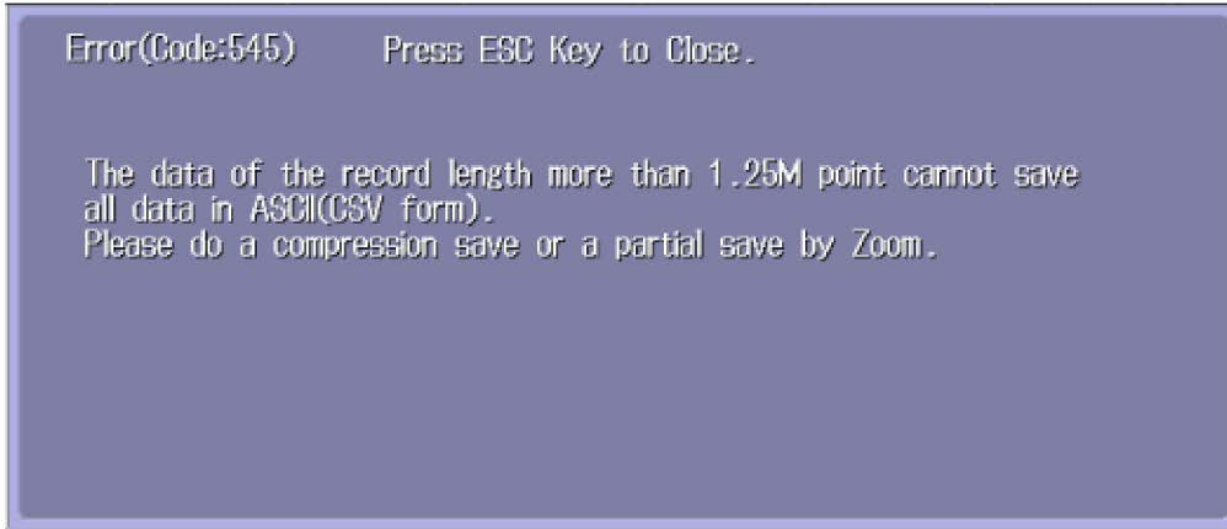 Error(Code:545) Press ESC Key to Close.
The data of the record length more than 1.25M point cannot save
all data in ASCII(CSV form).
Please do a compression save or a partial save by Zoom.